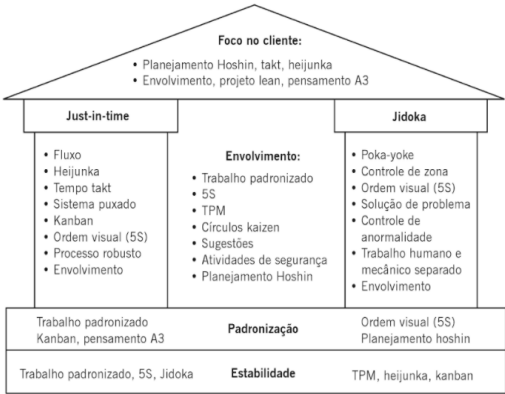 Foco no cliente:
• Planejamento Hoshin, takt, heijunka
• Envolvimento, projeto lean, pensamento A3
Just-in-time
• Fluxo
• Heijunka
• Tempo takt
• Sistema puxado
• Kanban
• Ordem visual (5S)
• Processo robusto
• Envolvimento
Envolvimento:
• Trabalho padronizado
• 5S
• TPM
• Círculos kaizen
• Sugestões
• Atividades de segurança
• Planejamento Hoshin
Jidoka
• Poka-yoke
• Controle de zona
• Ordem visual (5S)
• Solução de problema
• Controle de
anormalidade
• Trabalho humano e
mecânico separado
• Envolvimento
Trabalho padronizado
Kanban, pensamento A3
Padronização
Ordem visual (5S)
Planejamento hoshin
Trabalho padronizado, 5S, Jidoka
Estabilidade
TPM, heijunka, kanban